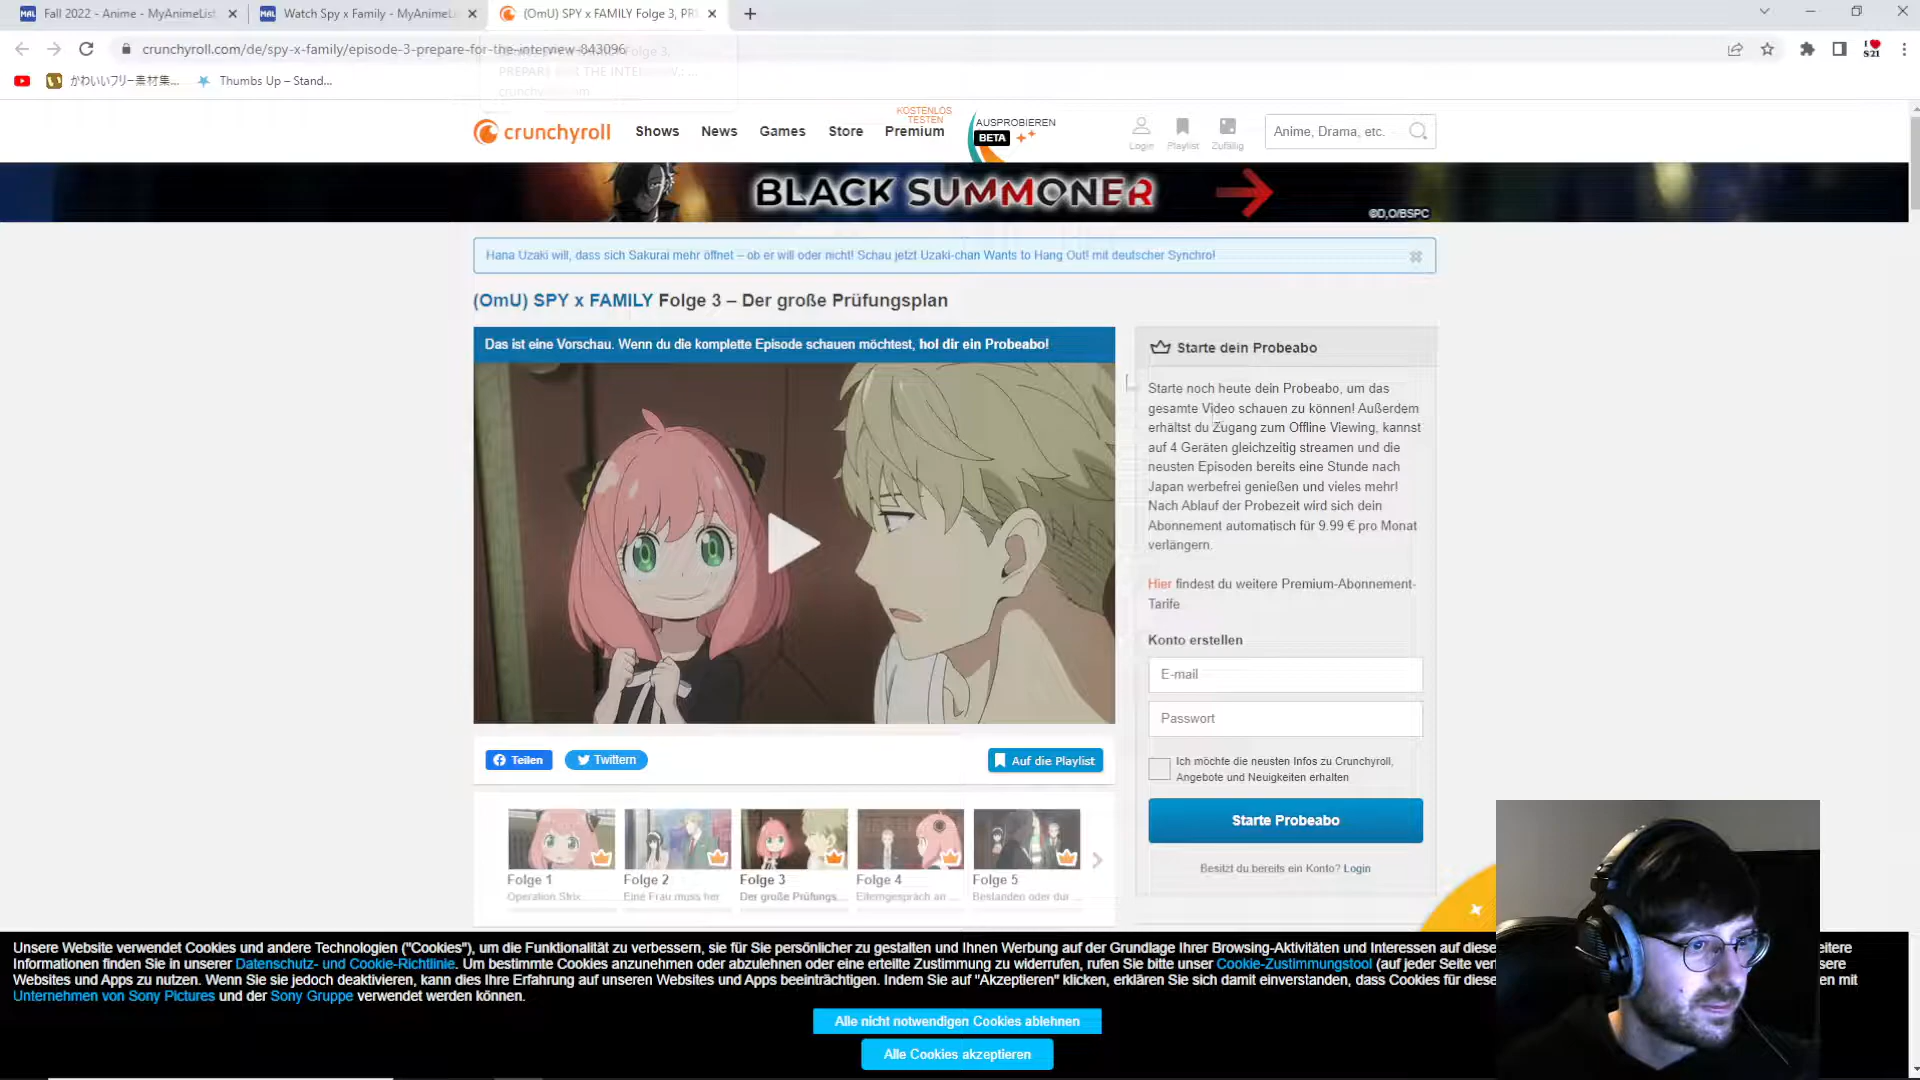 Fall 2022 - Anime - MyAnimeList
Watch Spy x Family - MyAnimeL
(OmU) SPY x FAMILY Folge 3, PR
crunchyroll.com/de/spy-x-family/episode-3-prepare-for-the-interview-843096
かわいいフリー素材集...
Thumbs Up – Stand...
crunchyroll
Shows
News
Games
Store
KOSTENLOS
TESTEN
Premium
AUSPROBIEREN
BETA
Login
Playlist
Zufällig
Anime, Drama, etc.
BLACK SUMMONER
©D,O/BSPC
Hana Uzaki will, dass sich Sakurai mehr öffnet – ob er will oder nicht! Schau jetzt Uzaki-chan Wants to Hang Out! mit deutscher Synchro!
(OmU) SPY x FAMILY Folge 3 – Der große Prüfungsplan
Das ist eine Vorschau. Wenn du die komplette Episode schauen möchtest, hol dir ein Probeabo!
Teilen
Twittern
Auf die Playlist
Folge 1
Operation Strix
Folge 2
Eine Frau muss her
Folge 3
Der große Prüfungs...
Folge 4
Elterngespräch an ...
Folge 5
Bestanden oder dur...
Starte dein Probeabo
Starte noch heute dein Probeabo, um das
gesamte Video schauen zu können! Außerdem
erhältst du Zugang zum Offline Viewing, kannst
auf 4 Geräten gleichzeitig streamen und die
neusten Episoden bereits eine Stunde nach
Japan werbefrei genießen und vieles mehr!
Nach Ablauf der Probezeit wird sich dein
Abonnement automatisch für 9.99 € pro Monat
verlängern.
Hier findest du weitere Premium-Abonnement-
Tarife
Konto erstellen
E-mail
Passwort
Ich möchte die neusten Infos zu Crunchyroll,
Angebote und Neuigkeiten erhalten
Starte Probeabo
Besitzt du bereits ein Konto? Login
Unsere Website verwendet Cookies und andere Technologien ("Cookies"), um die Funktionalität zu verbessern, sie für Sie persönlicher zu gestalten und Ihnen Werbung auf der Grundlage Ihrer Browsing-Aktivitäten und Interessen auf diese eitere
Informationen finden Sie in unserer Datenschutz- und Cookie-Richtlinie. Um bestimmte Cookies anzunehmen oder abzulehnen oder eine erteilte Zustimmung zu widerrufen, rufen Sie bitte unser Cookie-Zustimmungstool (auf jeder Seite ver sere
Websites und Apps zu nutzen. Wenn Sie sie jedoch deaktivieren, kann dies Ihre Erfahrung auf unseren Websites und Apps beeinträchtigen. Indem Sie auf "Akzeptieren" klicken, erklären Sie sich damit einverstanden, dass Cookies für diese en mit
Unternehmen von Sony Pictures und der Sony Gruppe verwendet werden können.
Alle nicht notwendigen Cookies ablehnen
Alle Cookies akzeptieren